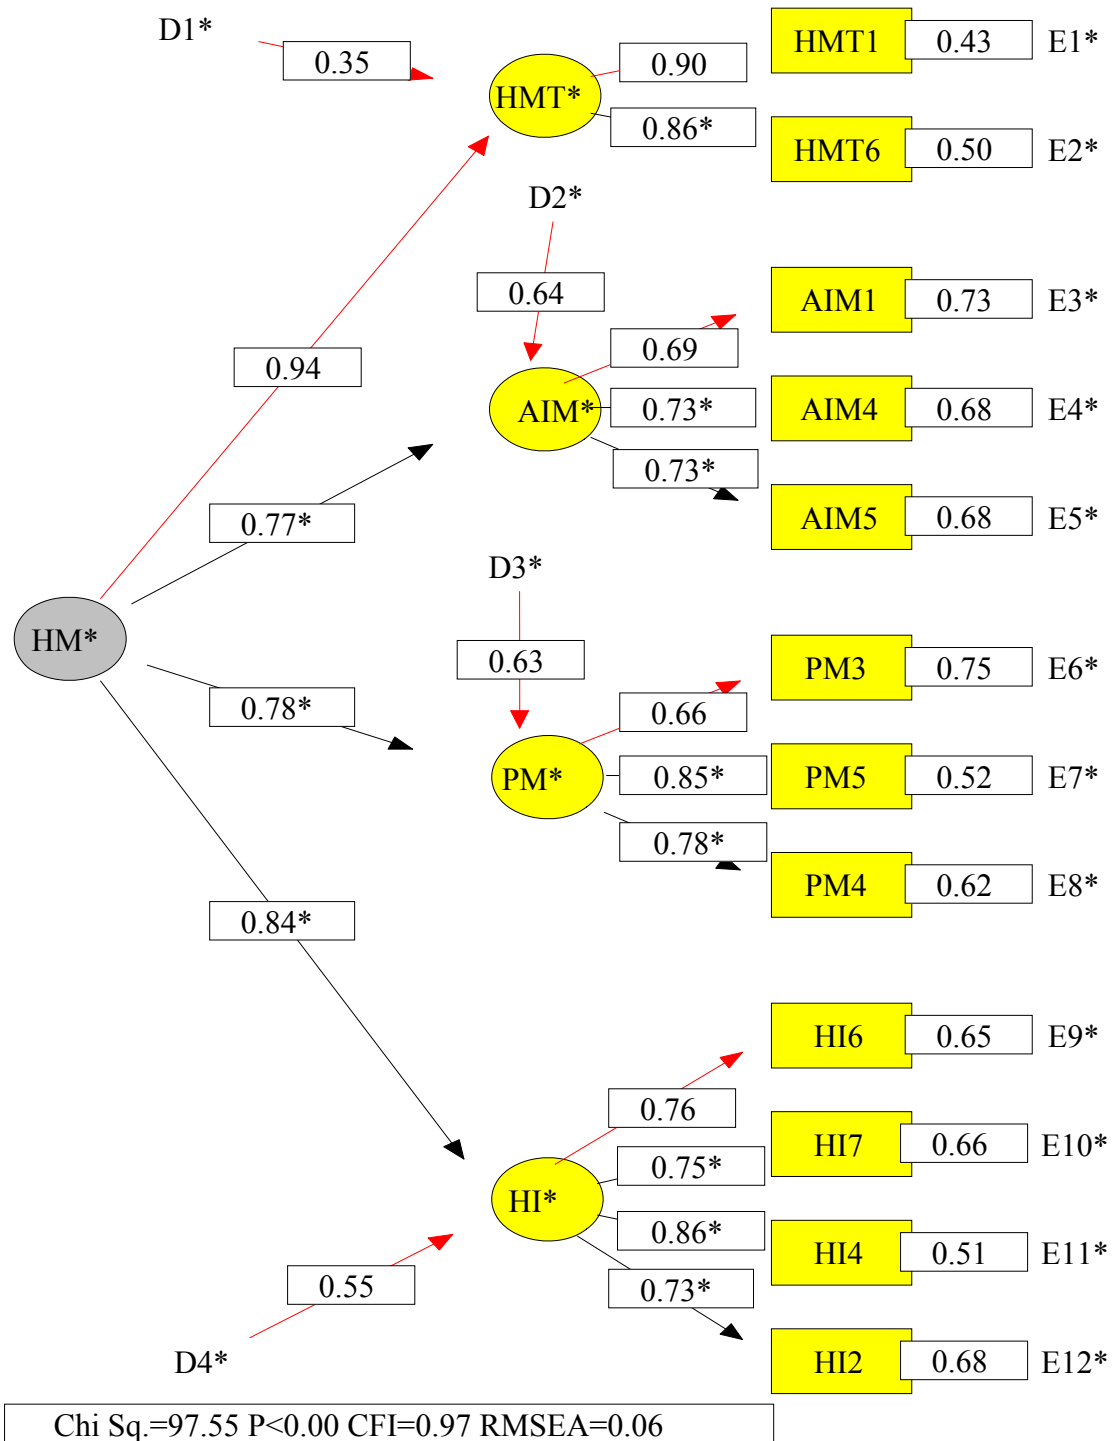 D1*
0.35
HMT*
0.90
0.86*
HMT1 0.43 E1*
HMT6 0.50 E2*
D2*
0.64
0.94
AIM*
0.69
0.73*
0.73*
AIM1 0.73 E3*
AIM4 0.68 E4*
AIM5 0.68 E5*
0.77*
HM*
D3*
0.63
0.78*
PM*
0.66
0.85*
0.78*
PM3 0.75 E6*
PM5 0.52 E7*
PM4 0.62 E8*
0.84*
HI*
0.76
0.75*
0.86*
0.73*
HI6 0.65 E9*
HI7 0.66 E10*
HI4 0.51 E11*
HI2 0.68 E12*
0.55
D4*
Chi Sq.=97.55 P<0.00 CFI=0.97 RMSEA=0.06